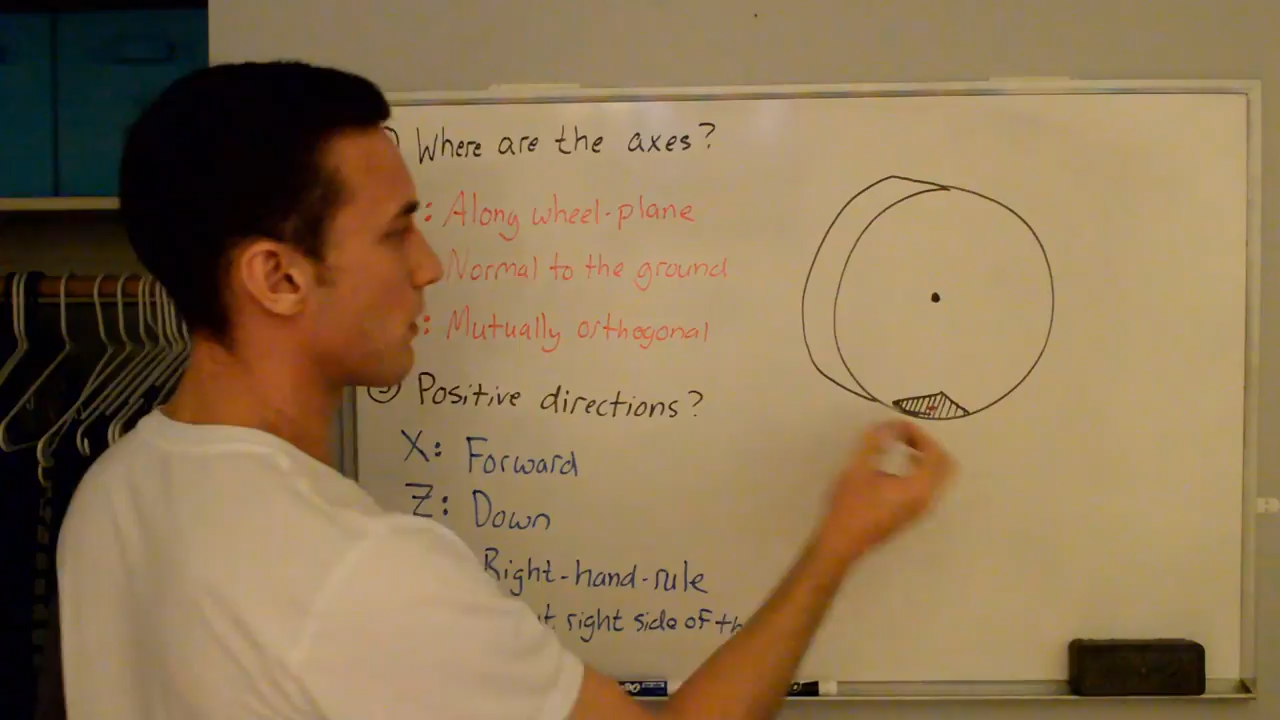 Where are the axes?
: Along wheel-plane
Normal to the ground
: Mutually orthogonal
② Positive directions?
X: Forward
Z: Down
Right-hand-rule
right side of